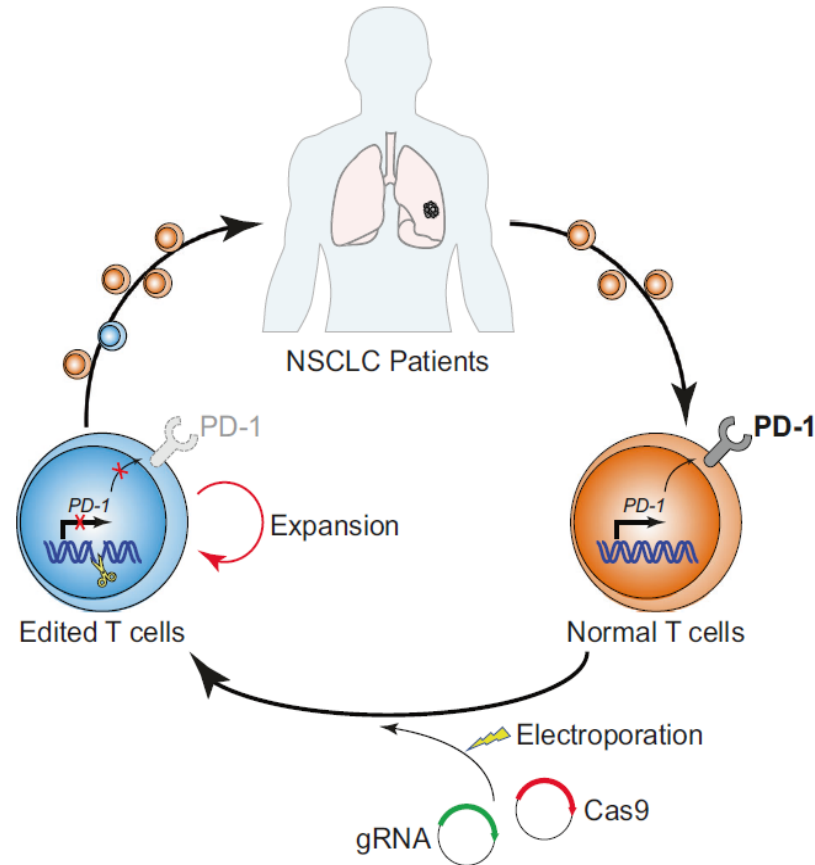 NSCLC Patients
PD-1
PD-1
PD-1
PD-1
Expansion
Edited T cells
Normal T cells
Electroporation
Cas9
gRNA